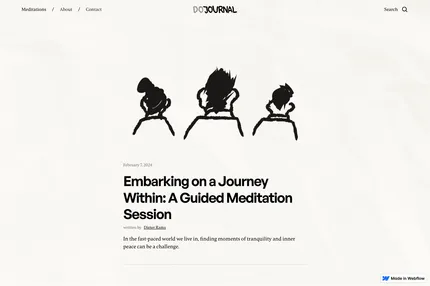 Meditations / About / Contact
DOJOURNAL
Search
February 7, 2024
Embarking on a Journey
Within: A Guided Meditation
Session
written by Dieter Rades
In the fast-paced world we live in, finding moments of tranquility and inner
peace can be a challenge.
Made in Webflow